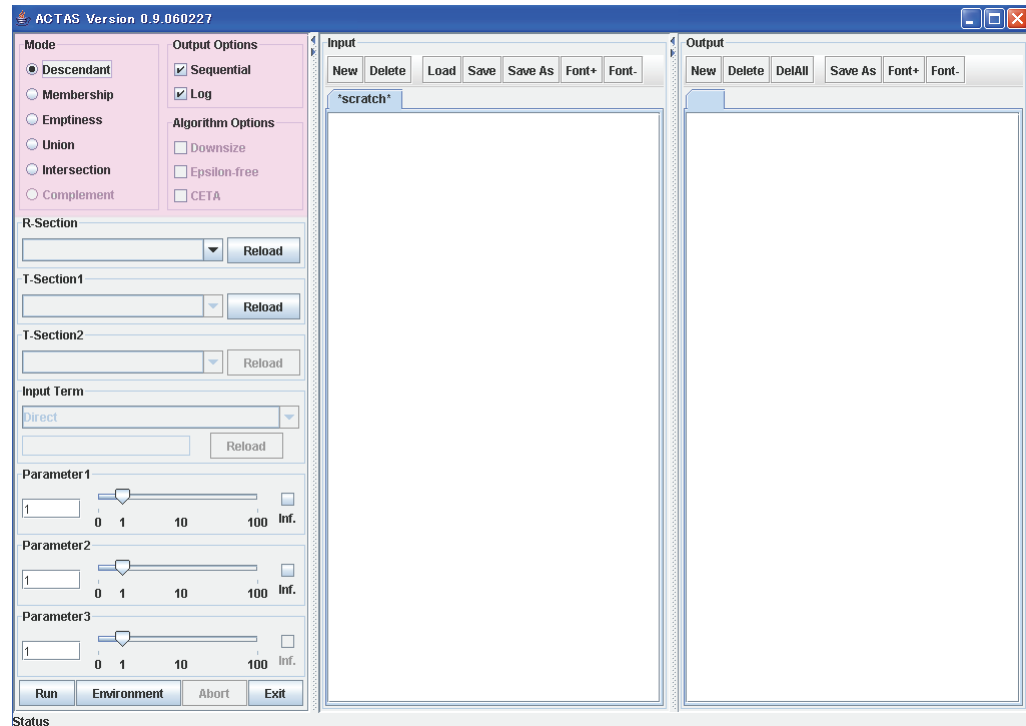 ACTAS Version 0.9.060227
Mode
Descendant
Membership
Emptiness
Union
Intersection
Complement
Output Options
Sequential
Log
Algorithm Options
Downsize
Epsilon-free
CETA
R-Section
Reload
T-Section1
Reload
T-Section2
Reload
Input Term
Direct
Reload
Parameter1
1
0 1 10 100 Inf.
Parameter2
1
0 1 10 100 Inf.
Parameter3
1
0 1 10 100 Inf.
Run Environment Abort Exit
Status
Input
New Delete Load Save Save As Font+ Font-
*scratch*
Output
New Delete DelAll Save As Font+ Font-